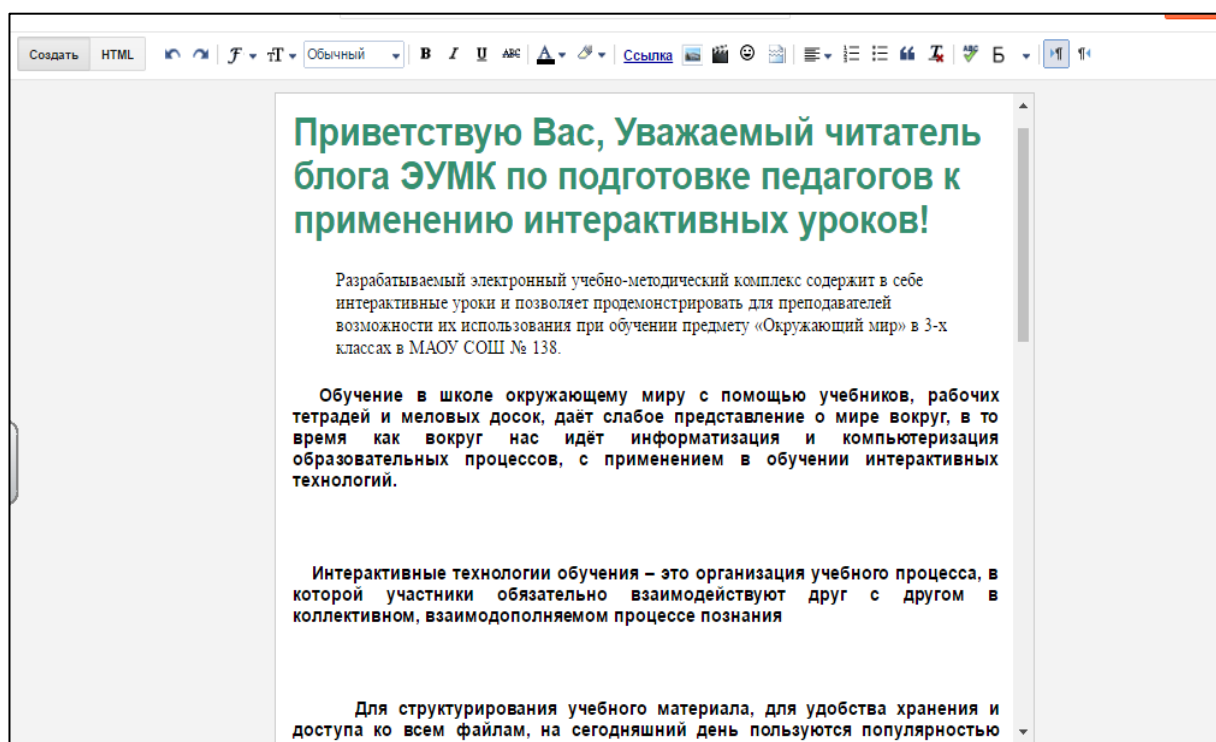 Создать HTML Обычный Ссылка
Приветствую Вас, Уважаемый читатель
блога ЭУМК по подготовке педагогов к
применению интерактивных уроков!
Разрабатываемый электронный учебно-методический комплекс содержит в себе
интерактивные уроки и позволяет продемонстрировать для преподавателей
возможности их использования при обучении предмету «Окружающий мир» в 3-х
классах в МАОУ СОШ № 138.
Обучение в школе окружающему миру с помощью учебников, рабочих
тетрадей и меловых досок, даёт слабое представление о мире вокруг, в то
время как вокруг нас идёт информатизация и компьютеризация
образовательных процессов, с применением в обучении интерактивных
технологий.
Интерактивные технологии обучения – это организация учебного процесса, в
которой участники обязательно взаимодействуют друг с другом в
коллективном, взаимодополняемом процессе познания
Для структурирования учебного материала, для удобства хранения и
доступа ко всем файлам, на сегодняшний день пользуются популярностью